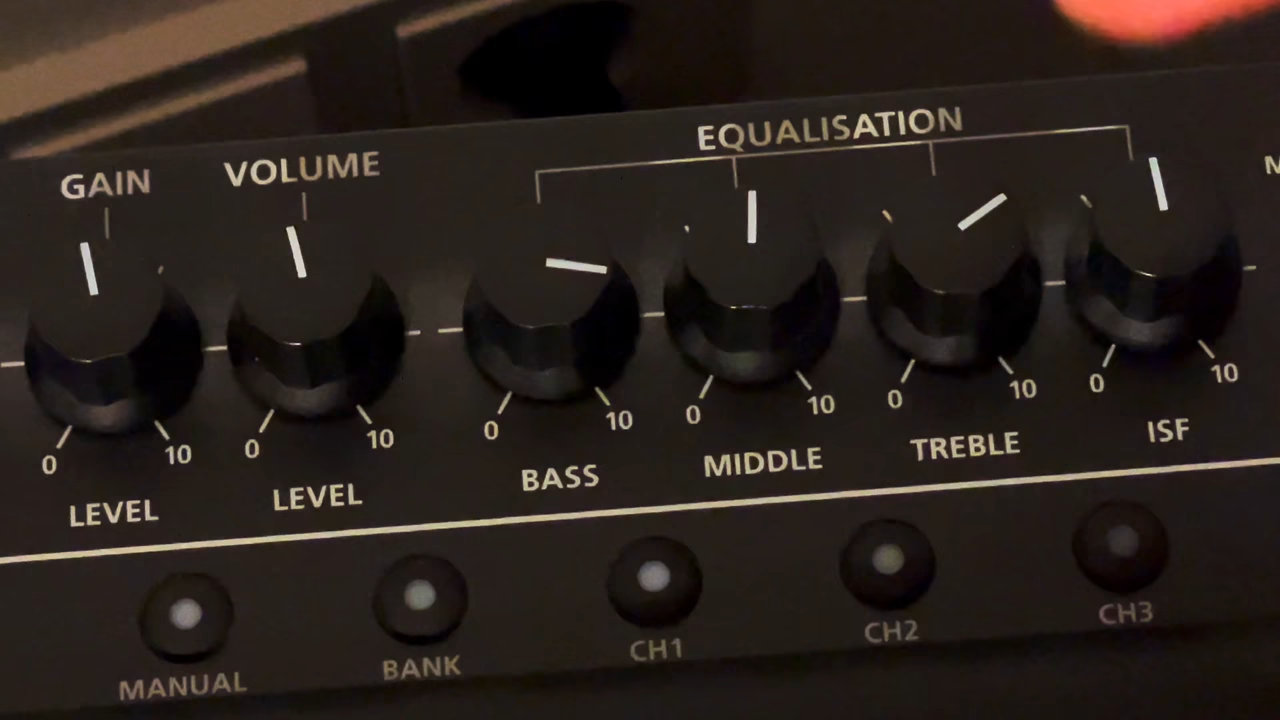 GAIN VOLUME EQUALISATION
0 10 0 10 0 10 0 10 0 10 0 10
LEVEL LEVEL BASS MIDDLE TREBLE ISF
MANUAL BANK CH1 CH2 CH3